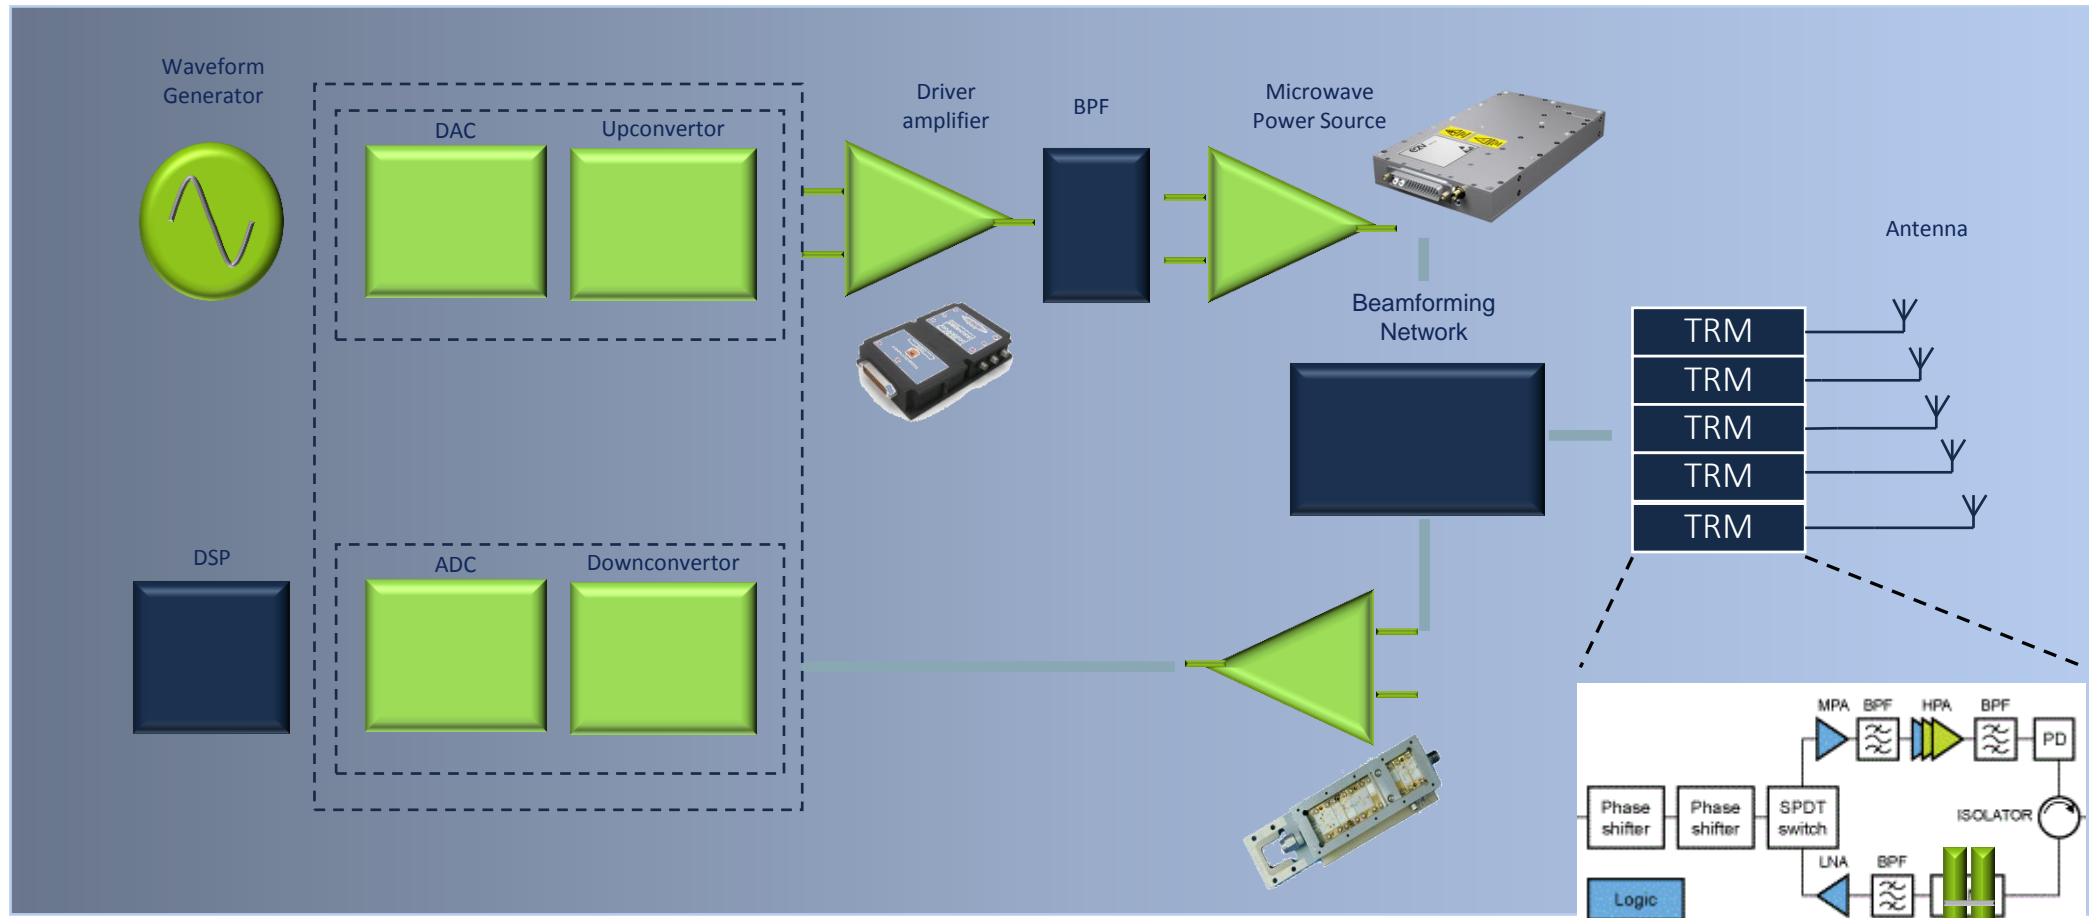 Waveform
Generator
DAC
Upconvertor
Driver
amplifier
BPF
Microwave
Power Source
Antenna
Beamforming
Network
TRM
TRM
TRM
TRM
TRM
DSP
ADC
Downconvertor
MPA
BPF
HPA
BPF
PD
Phase
shifter
Phase
shifter
SPDT
switch
ISOLATOR
LNA
BPF
Logic